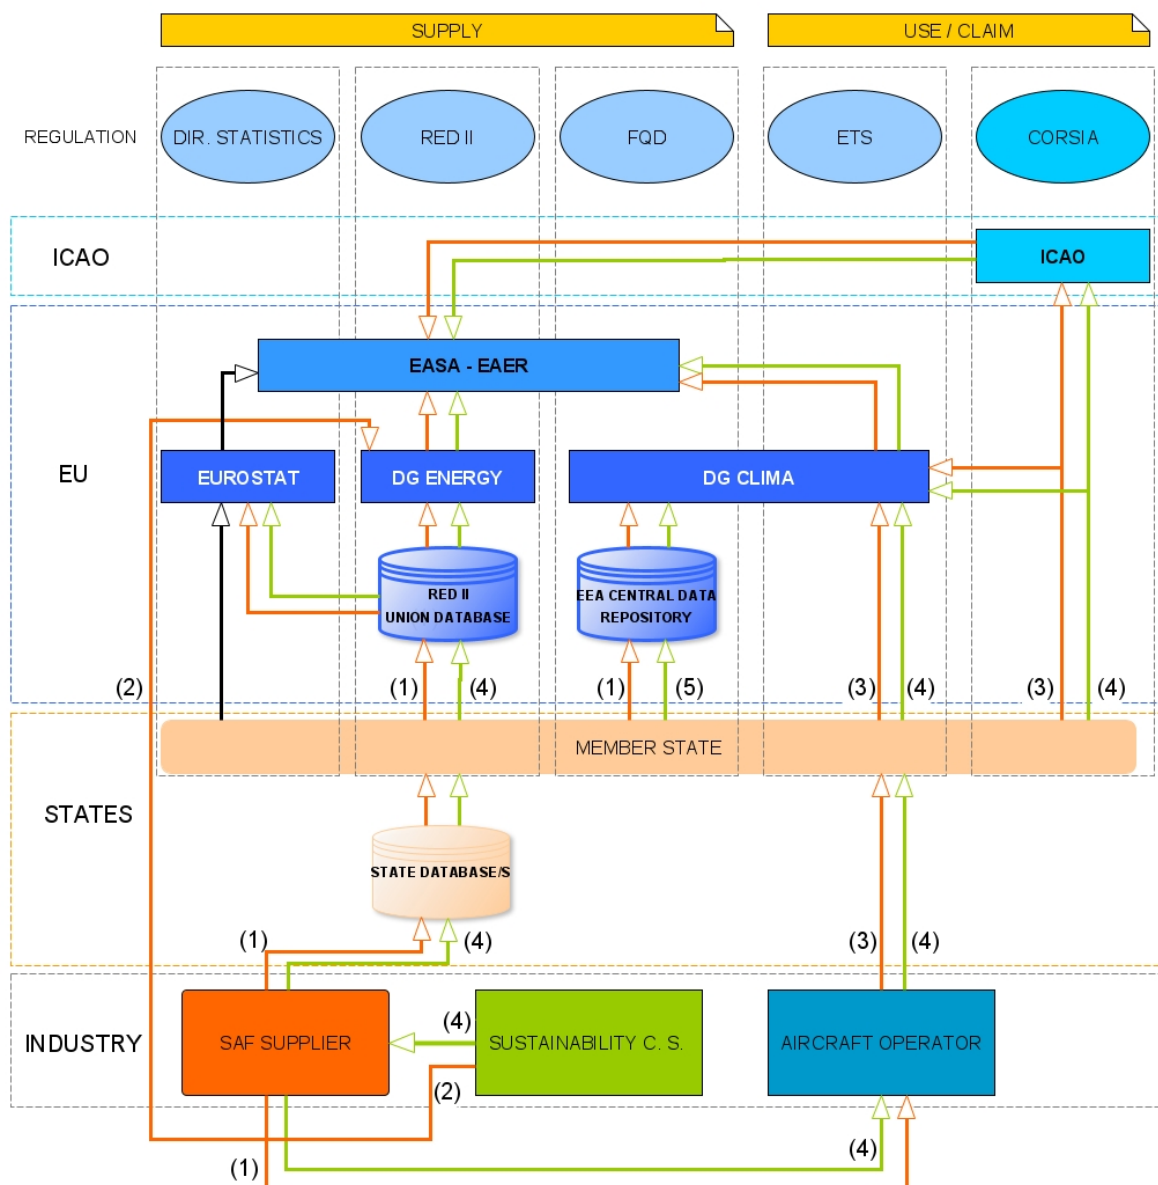 SUPPLY
USE / CLAIM
REGULATION
DIR. STATISTICS
RED II
FQD
ETS
CORSIA
ICAO
ICAO
EASA - EAER
EU
EUROSTAT
DG ENERGY
DG CLIMA
RED II
UNION DATABASE
EEA CENTRAL DATA
REPOSITORY
(2)
(1)
(4)
(1)
(5)
(3)
(4)
(3)
(4)
MEMBER STATE
STATES
STATE DATABASE/S
(1)
(4)
(3)
(4)
INDUSTRY
SAF SUPPLIER
(4)
SUSTAINABILITY C. S.
AIRCRAFT OPERATOR
(2)
(4)
(1)